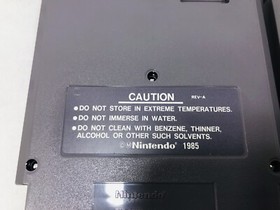 CAUTION REV-A
●DO NOT STORE IN EXTREME TEMPERATURES.
●DO NOT IMMERSE IN WATER.
●DO NOT CLEAN WITH BENZENE, THINNER,
ALCOHOL OR OTHER SUCH SOLVENTS.
©Nintendo 1985
Nintendo